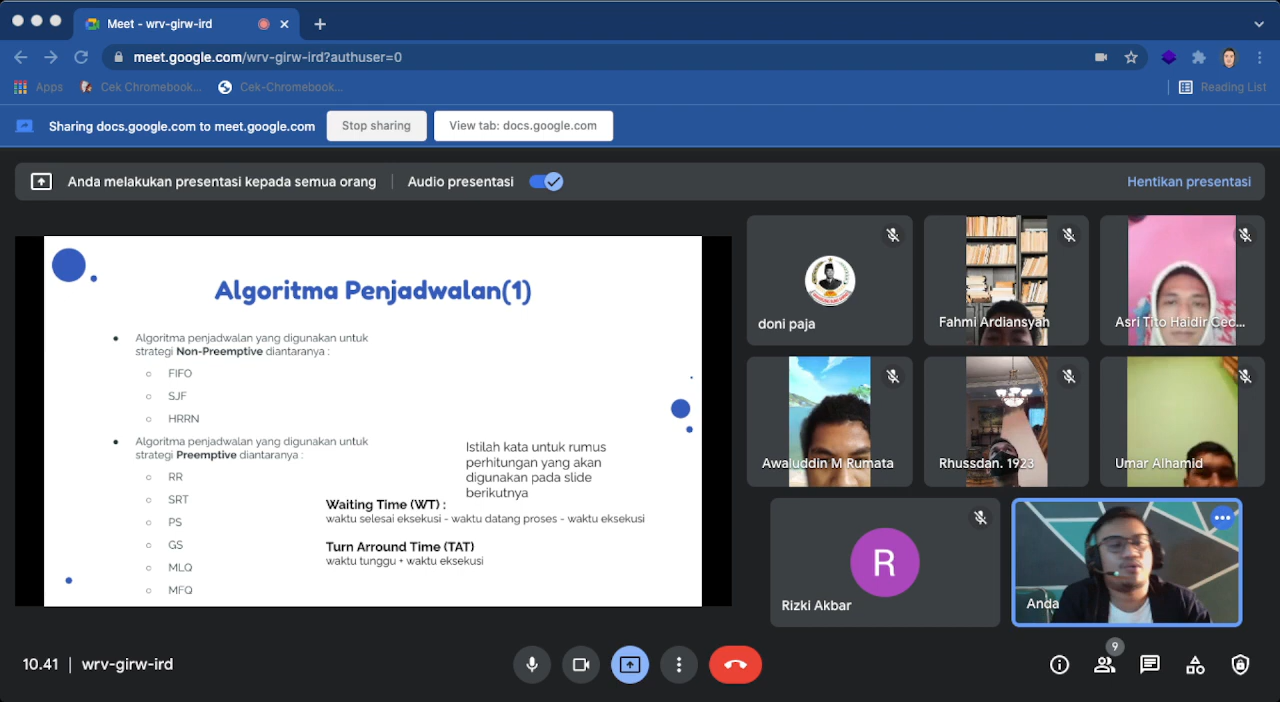 Meet - wrv-girw-ird
meet.google.com/wrv-girw-ird?authuser=0
Apps
Cek Chromebook...
Cek-Chromebook...
Reading List
Sharing docs.google.com to meet.google.com
Stop sharing
View tab: docs.google.com
Anda melakukan presentasi kepada semua orang
Audio presentasi
Hentikan presentasi
Algoritma Penjadwalan(1)
Algoritma penjadwalan yang digunakan untuk
strategi Non-Preemptive diantaranya :
FIFO
SJF
HRRN
Algoritma penjadwalan yang digunakan untuk
strategi Preemptive diantaranya :
RR
SRT
PS
GS
MLQ
MFQ
Istilah kata untuk rumus
perhitungan yang akan
digunakan pada slide
berikutnya
Waiting Time (WT) :
waktu selesai eksekusi - waktu datang proses - waktu eksekusi
Turn Arround Time (TAT)
waktu tunggu + waktu eksekusi
doni paja
Fahmi Ardiansyah
Asri Tito Haidir Cec...
Awaluddin M Rumata
Rhussdan. 1923
Umar Alhamid
R
Rizki Akbar
Anda
10.41 | wrv-girw-ird
9